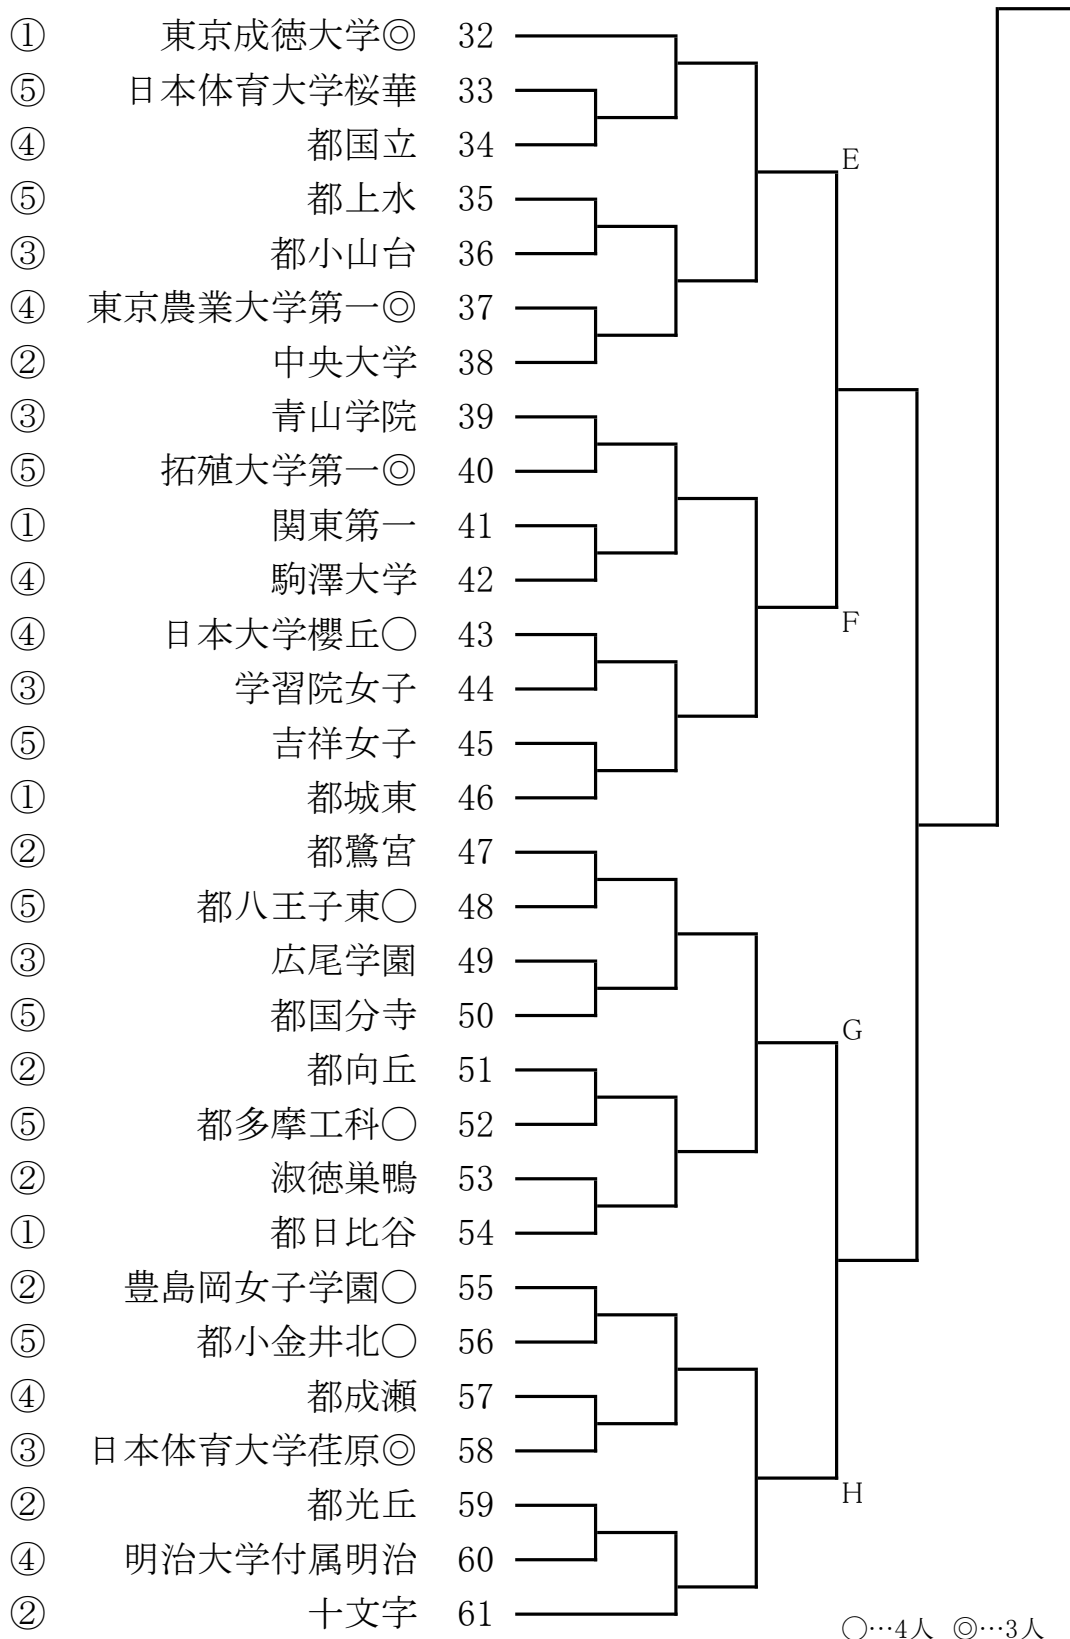 ① 東京成徳大学◎ 32
⑤ 日本体育大学桜華 33
④ 都国立 34
E
⑤ 都上水 35
③ 都小山台 36
④ 東京農業大学第一◎ 37
② 中央大学 38
③ 青山学院 39
⑤ 拓殖大学第一◎ 40
① 関東第一 41
④ 駒澤大学 42
F
④ 日本大学櫻丘○ 43
③ 学習院女子 44
⑤ 吉祥女子 45
① 都城東 46
② 都鷺宮 47
⑤ 都八王子東○ 48
③ 広尾学園 49
⑤ 都国分寺 50
G
② 都向丘 51
⑤ 都多摩工科○ 52
② 淑徳巣鴨 53
① 都日比谷 54
② 豊島岡女子学園○ 55
⑤ 都小金井北○ 56
④ 都成瀬 57
③ 日本体育大学荏原◎ 58
H
② 都光丘 59
④ 明治大学付属明治 60
② 十文字 61
○…4人 ◎…3人